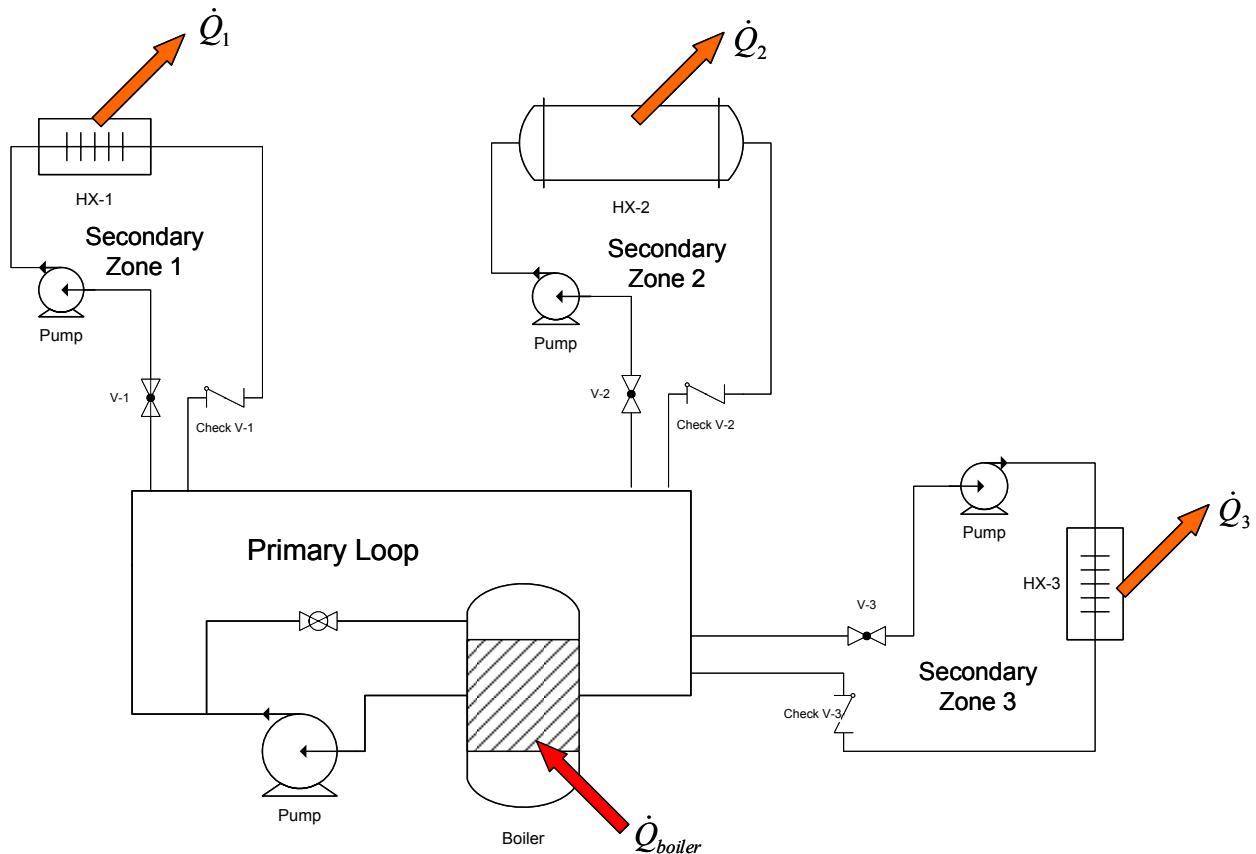 Q̇₁
Q̇₂
HX-1
HX-2
Secondary
Zone 1
Secondary
Zone 2
Pump
Pump
V-1
V-2
Check V-1
Check V-2
Pump
Q̇₃
HX-3
Primary Loop
V-3
Secondary
Zone 3
Check V-3
Pump
Boiler
Q̇boiler